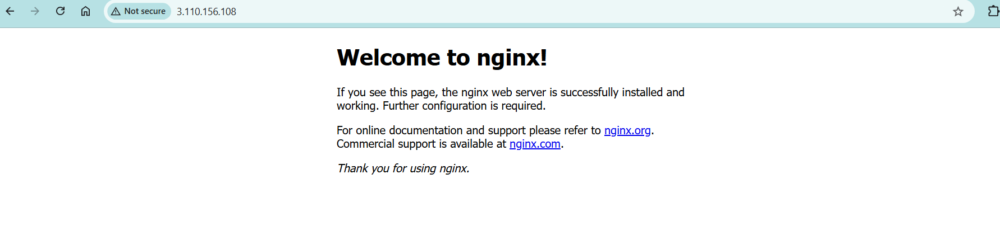 Not secure 3.110.156.108
Welcome to nginx!
If you see this page, the nginx web server is successfully installed and
working. Further configuration is required.
For online documentation and support please refer to nginx.org.
Commercial support is available at nginx.com.
Thank you for using nginx.